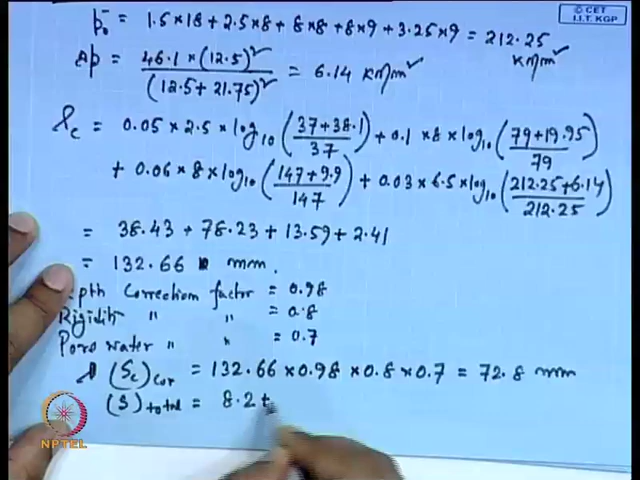 © CET
I.I.T. KGP
p̄₀ = 1.5×18 + 2.5×8 + 8×8 + 8×9 + 3.25×9 = 212.25 kN/m²
Δp = 46.1×(12.5)² / (12.5+21.75)² = 6.14 kN/m²
S_c = 0.05×2.5×log₁₀(37+38.1 / 37) + 0.1×8×log₁₀(79+19.95 / 79)
+ 0.06×8×log₁₀(147+9.9 / 147) + 0.03×6.5×log₁₀(212.25+6.14 / 212.25)
= 38.43 + 78.23 + 13.59 + 2.41
= 132.66 mm.
pth Correction factor = 0.98
Rigidity " " = 0.8
Pore water " " = 0.7
(S_c)cor = 132.66×0.98×0.8×0.7 = 72.8 mm
(S)total = 8.2 +
NPTEL